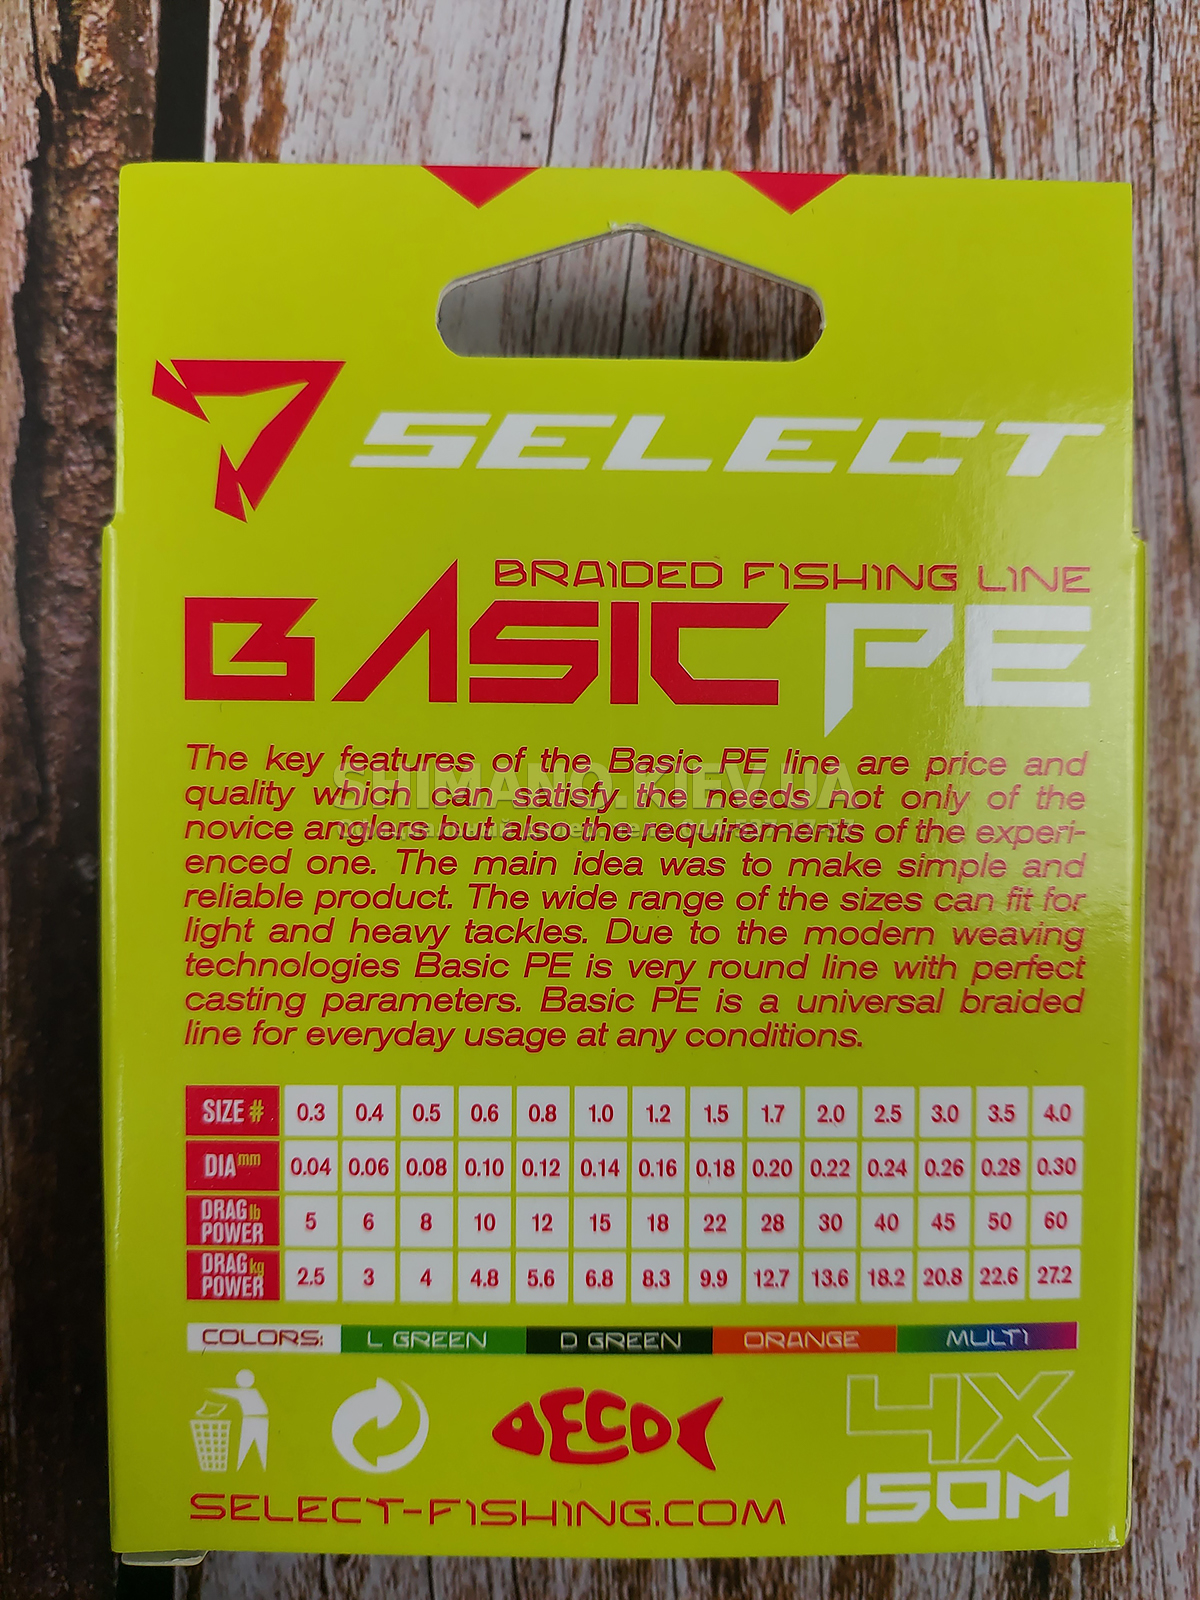 SELECT
BRAIDED FISHING LINE
BASIC PE
The key features of the Basic PE line are price and
quality which can satisfy the needs not only of the
novice anglers but also the requirements of the experi-
enced one. The main idea was to make simple and
reliable product. The wide range of the sizes can fit for
light and heavy tackles. Due to the modern weaving
technologies Basic PE is very round line with perfect
casting parameters. Basic PE is a universal braided
line for everyday usage at any conditions.
SHIMANO.KIEV.UA
SIZE # 0.3 0.4 0.5 0.6 0.8 1.0 1.2 1.5 1.7 2.0 2.5 3.0 3.5 4.0
DIA mm 0.04 0.06 0.08 0.10 0.12 0.14 0.16 0.18 0.20 0.22 0.24 0.26 0.28 0.30
DRAG lb POWER 5 6 8 10 12 15 18 22 28 30 40 45 50 60
DRAG kg POWER 2.5 3 4 4.8 5.6 6.8 8.3 9.9 12.7 13.6 18.2 20.8 22.6 27.2
COLORS: L GREEN D GREEN ORANGE MULTI
ECO
4X
150M
SELECT-FISHING.COM